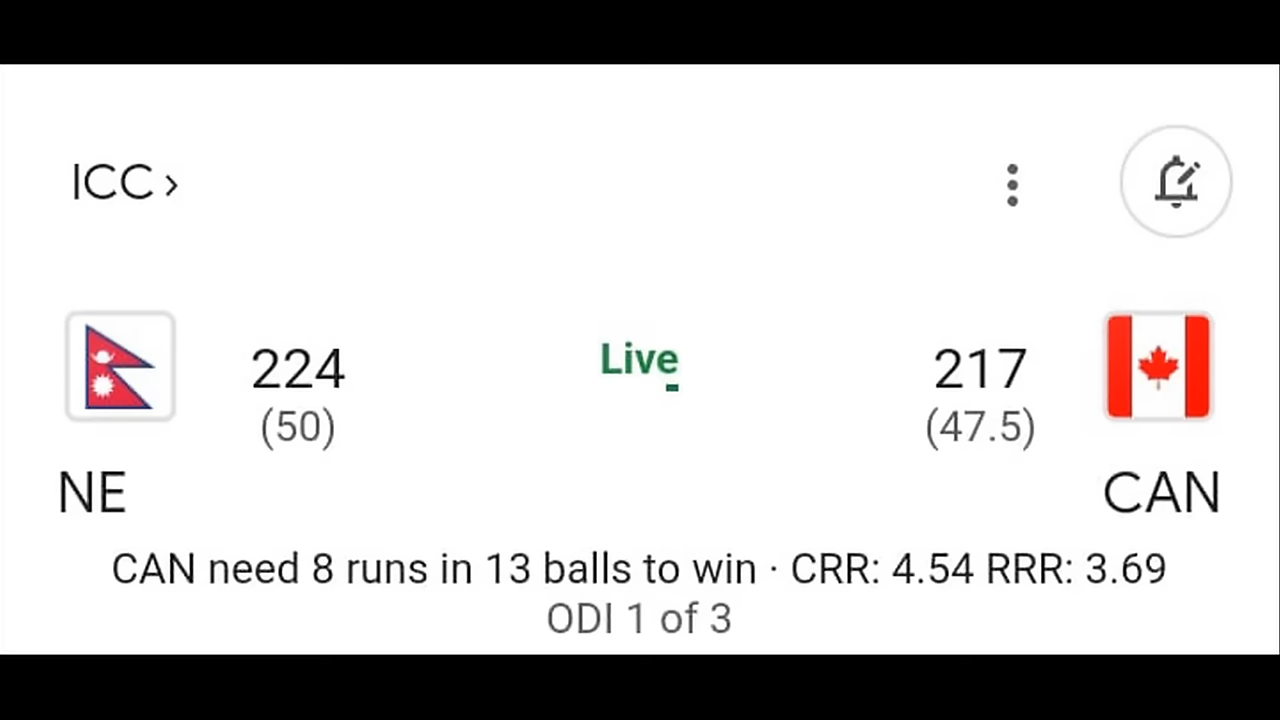 ICC ›
224 Live 217
(50) (47.5)
NE CAN
CAN need 8 runs in 13 balls to win · CRR: 4.54 RRR: 3.69
ODI 1 of 3